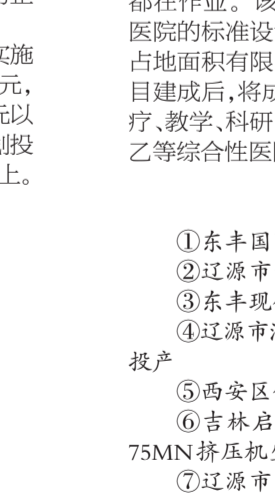 实施
元，
元以
划投
上。
都在作业。该
医院的标准设
占地面积有限
目建成后，将成
疗、教学、科研
乙等综合性医
①东丰国
②辽源市
③东丰现
④辽源市
投产
⑤西安区
⑥吉林启
75MN挤压机
⑦辽源市